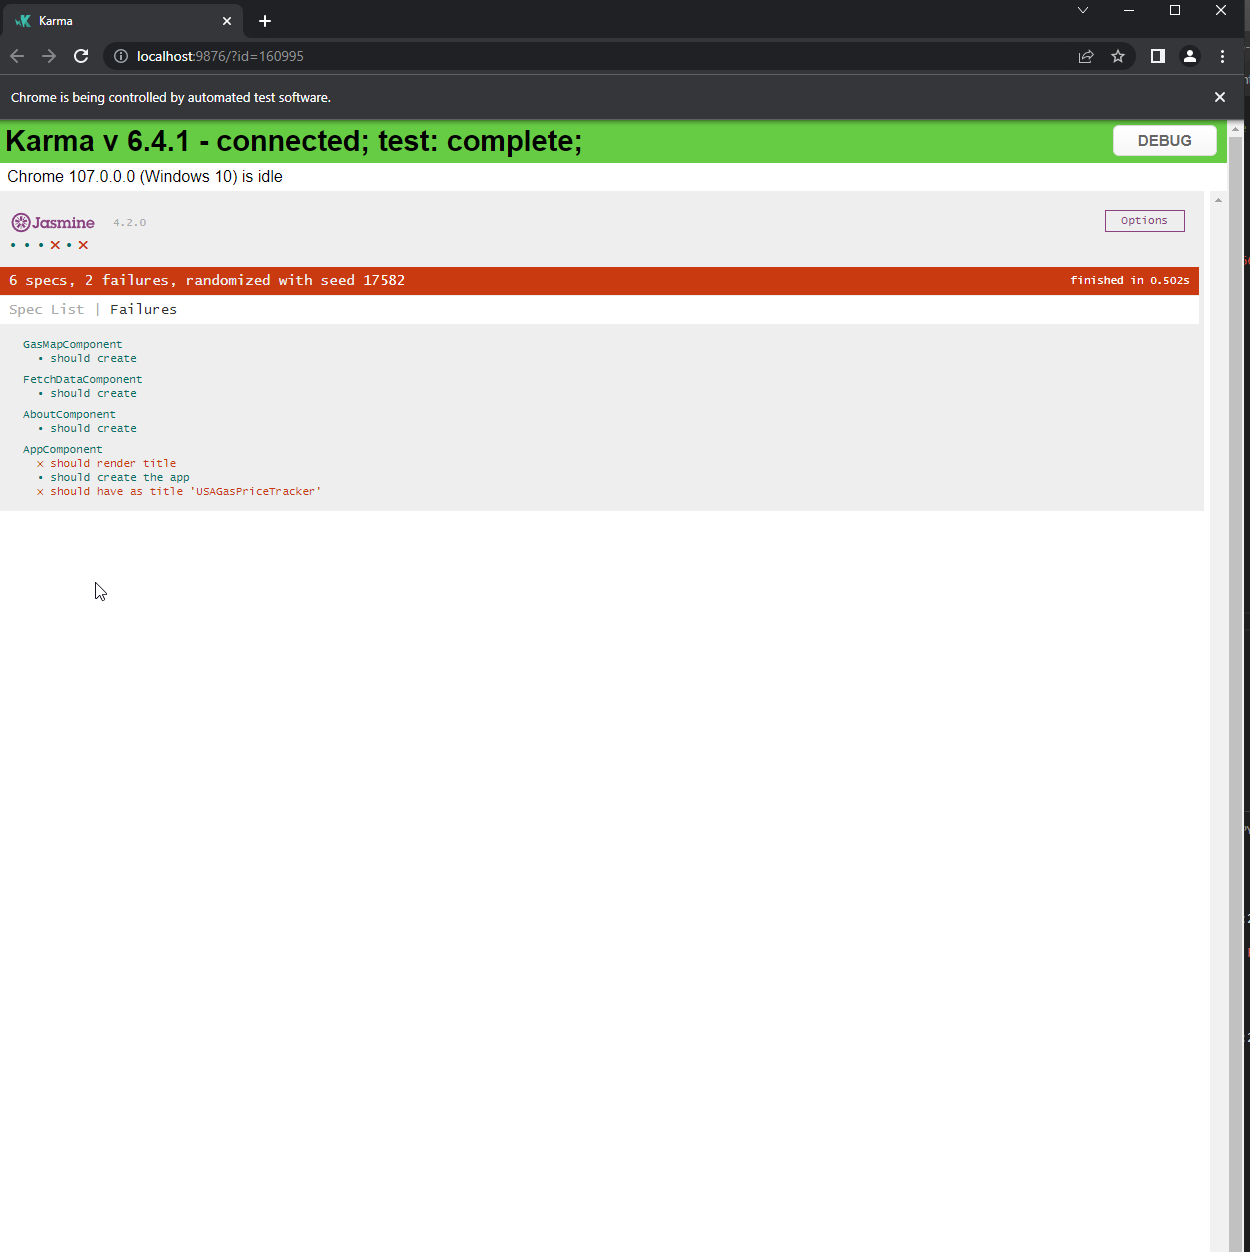 Karma
localhost:9876/?id=160995
Chrome is being controlled by automated test software.
Karma v 6.4.1 - connected; test: complete;
DEBUG
Chrome 107.0.0.0 (Windows 10) is idle
Jasmine 4.2.0
Options
• • • × • ×
6 specs, 2 failures, randomized with seed 17582
finished in 0.502s
Spec List | Failures
GasMapComponent
• should create
FetchDataComponent
• should create
AboutComponent
• should create
AppComponent
× should render title
• should create the app
× should have as title 'USAGasPriceTracker'